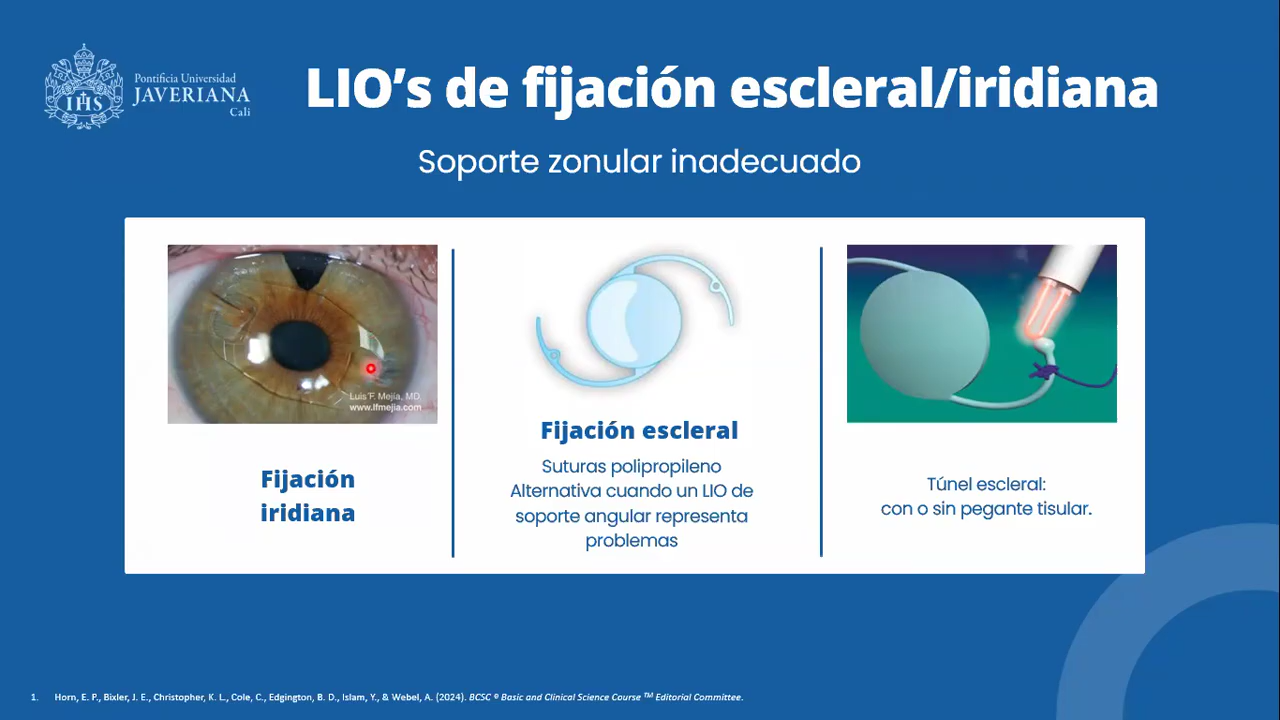 Pontificia Universidad
JAVERIANA
Cali
IHS
LIO’s de fijación escleral/iridiana
Soporte zonular inadecuado
Luis F. Mejía, MD
www.lfmejia.com
Fijación
iridiana
Fijación escleral
Suturas polipropileno
Alternativa cuando un LIO de
soporte angular representa
problemas
Túnel escleral:
con o sin pegante tisular.
1. Horn, E. P., Bixler, J. E., Christopher, K. L., Cole, C., Edgington, B. D., Islam, Y., & Webel, A. (2024). BCSC ® Basic and Clinical Science Course ™ Editorial Committee.